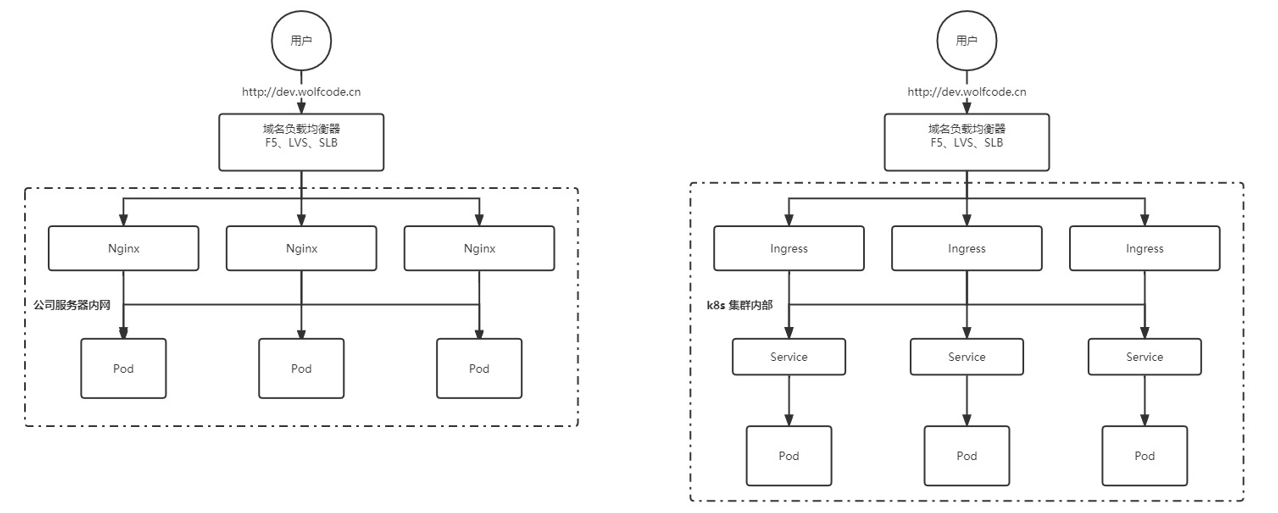 用户
http://dev.wolfcode.cn
域名负载均衡器
F5、LVS、SLB
Nginx
Nginx
Nginx
公司服务器内网
Pod
Pod
Pod
用户
http://dev.wolfcode.cn
域名负载均衡器
F5、LVS、SLB
Ingress
Ingress
Ingress
k8s 集群内部
Service
Service
Service
Pod
Pod
Pod